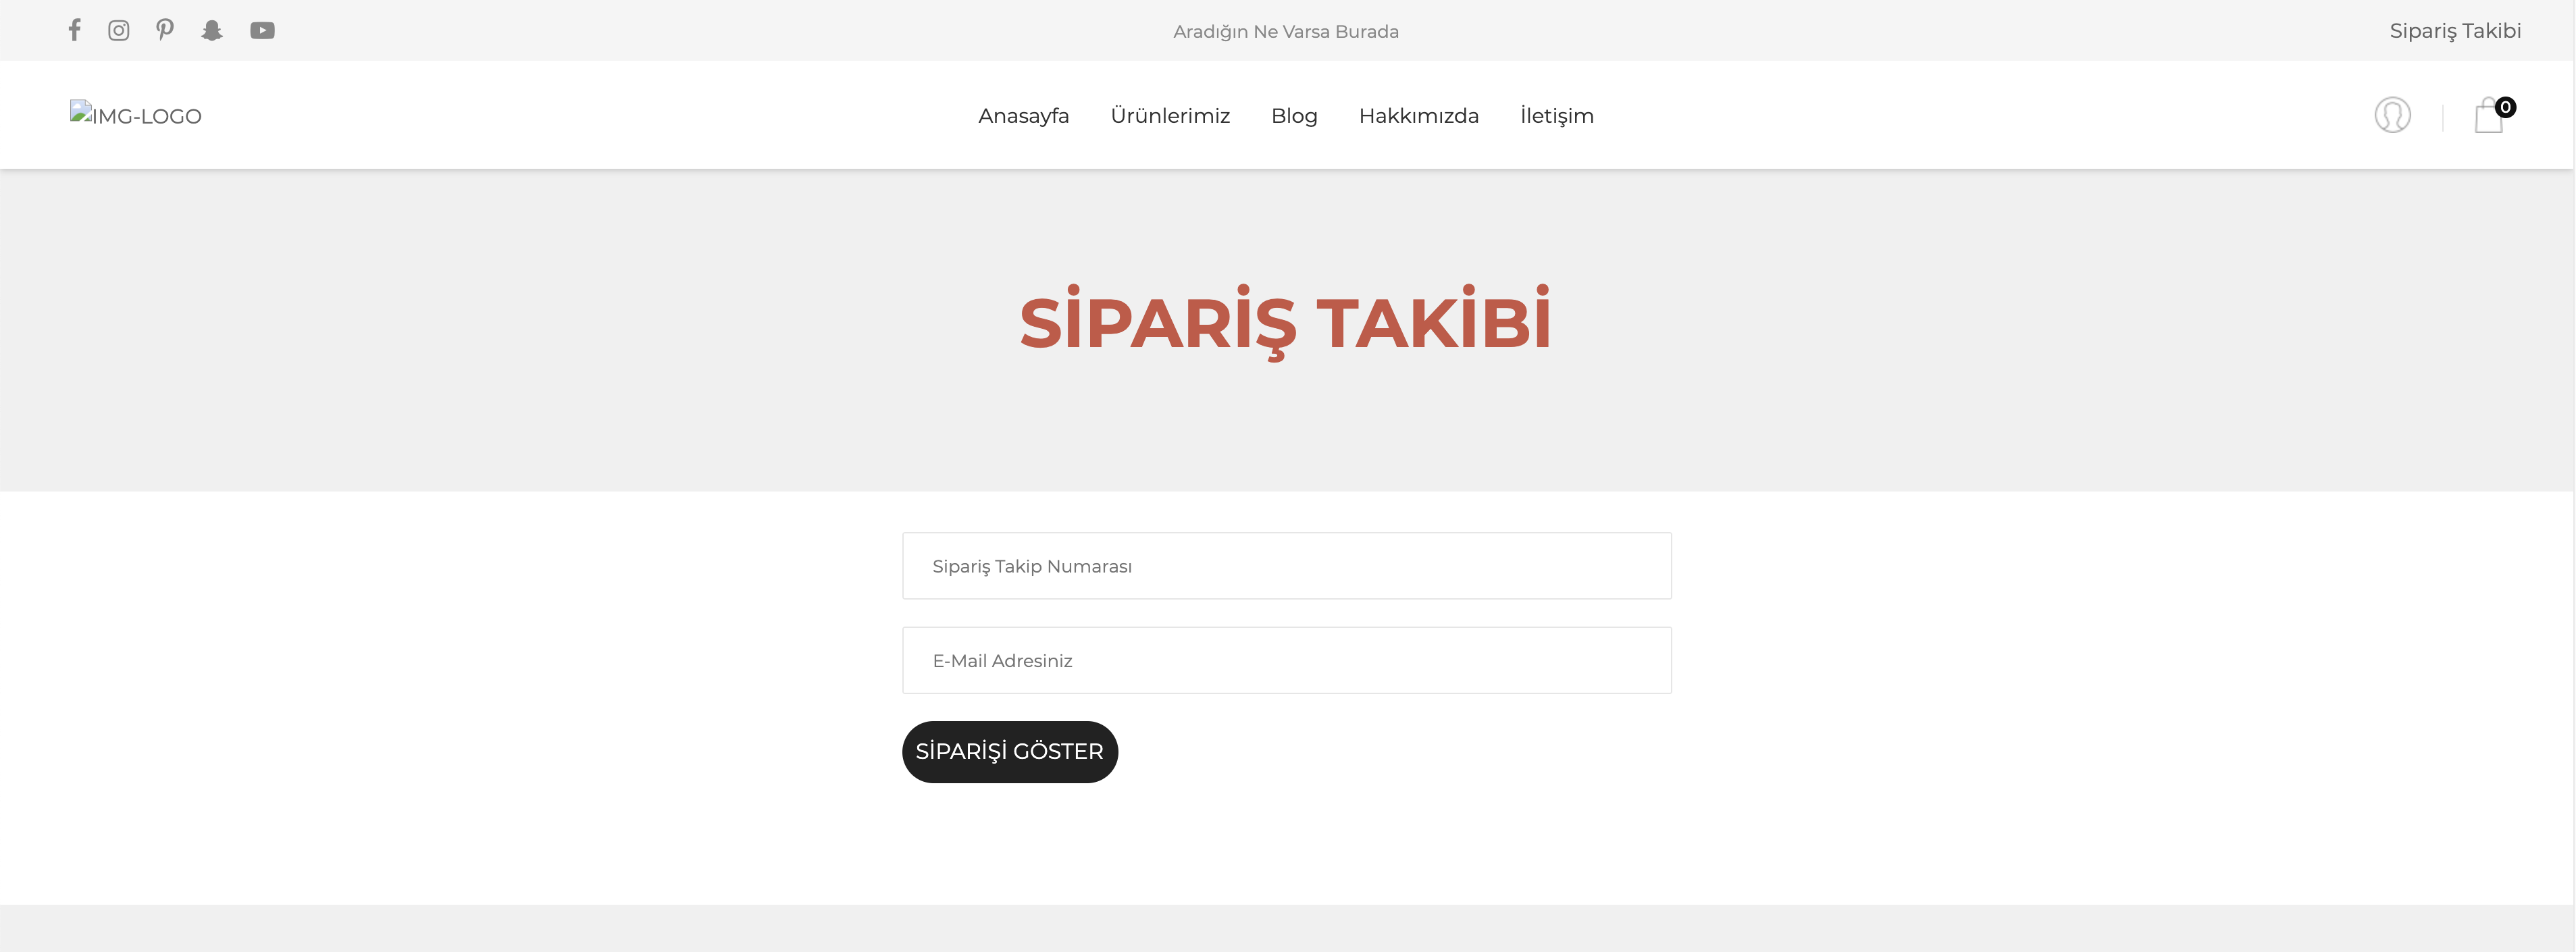 Aradığın Ne Varsa Burada
Sipariş Takibi
IMG-LOGO
Anasayfa Ürünlerimiz Blog Hakkımızda İletişim
0
SİPARİŞ TAKİBİ
Sipariş Takip Numarası
E-Mail Adresiniz
SİPARİŞİ GÖSTER